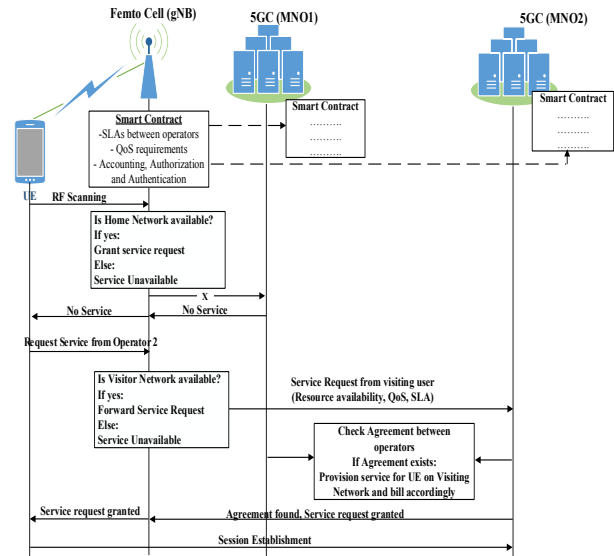 Femto Cell (gNB)
5GC (MNO1)
5GC (MNO2)
Smart Contract
-SLAs between operators
- QoS requirements
- Accounting, Authorization
and Authentication
Smart Contract
..........
..........
..........
Smart Contract
..........
..........
..........
UE
RF Scanning
Is Home Network available?
If yes:
Grant service request
Else:
Service Unavailable
X
No Service
No Service
Request Service from Operator 2
Is Visitor Network available?
If yes:
Forward Service Request
Else:
Service Unavailable
Service Request from visiting user
(Resource availability, QoS, SLA)
Check Agreement between
operators
If Agreement exists:
Provision service for UE on Visiting
Network and bill accordingly
Service request granted
Agreement found, Service request granted
Session Establishment